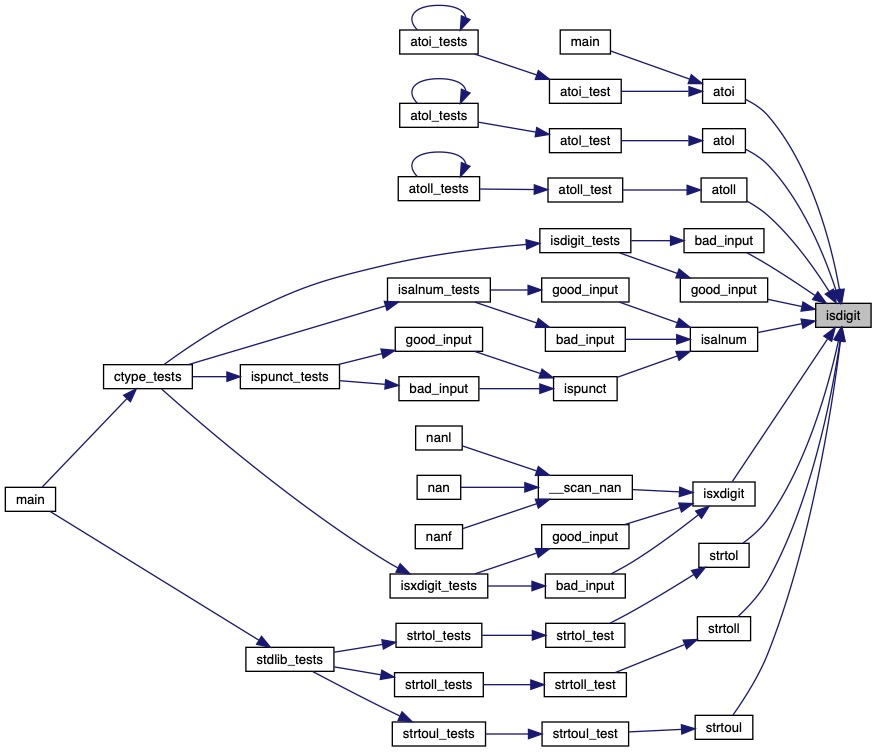 atoi_tests
main
atoi_test
atoi
atol_tests
atol_test
atol
atoll_tests
atoll_test
atoll
isdigit_tests
bad_input
isalnum_tests
good_input
good_input
isdigit
good_input
bad_input
isalnum
ctype_tests
ispunct_tests
bad_input
ispunct
nanl
main
nan
__scan_nan
isxdigit
nanf
good_input
strtol
isxdigit_tests
bad_input
strtol_tests
strtol_test
strtoll
stdlib_tests
strtoll_tests
strtoll_test
strtoul_tests
strtoul_test
strtoul